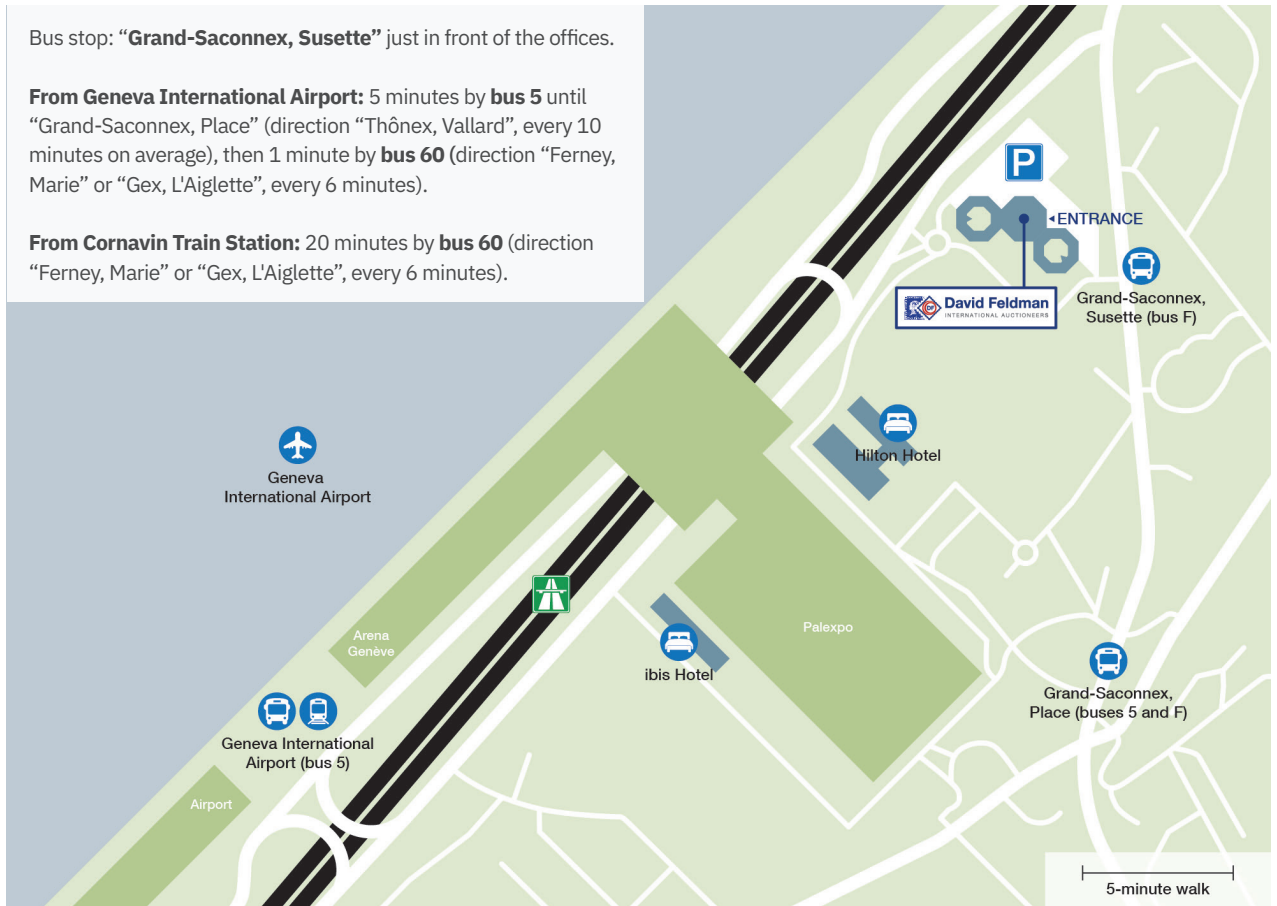 Bus stop: “Grand-Saconnex, Susette” just in front of the offices.
From Geneva International Airport: 5 minutes by bus 5 until
“Grand-Saconnex, Place” (direction “Thônex, Vallard”, every 10
minutes on average), then 1 minute by bus 60 (direction “Ferney,
Marie” or “Gex, L'Aiglette”, every 6 minutes).
From Cornavin Train Station: 20 minutes by bus 60 (direction
“Ferney, Marie” or “Gex, L'Aiglette”, every 6 minutes).
P
ENTRANCE
DF
David Feldman
INTERNATIONAL AUCTIONEERS
Grand-Saconnex,
Susette (bus F)
Hilton Hotel
Geneva
International Airport
Arena
Genève
Palexpo
ibis Hotel
Grand-Saconnex,
Place (buses 5 and F)
Geneva International
Airport (bus 5)
Airport
5-minute walk